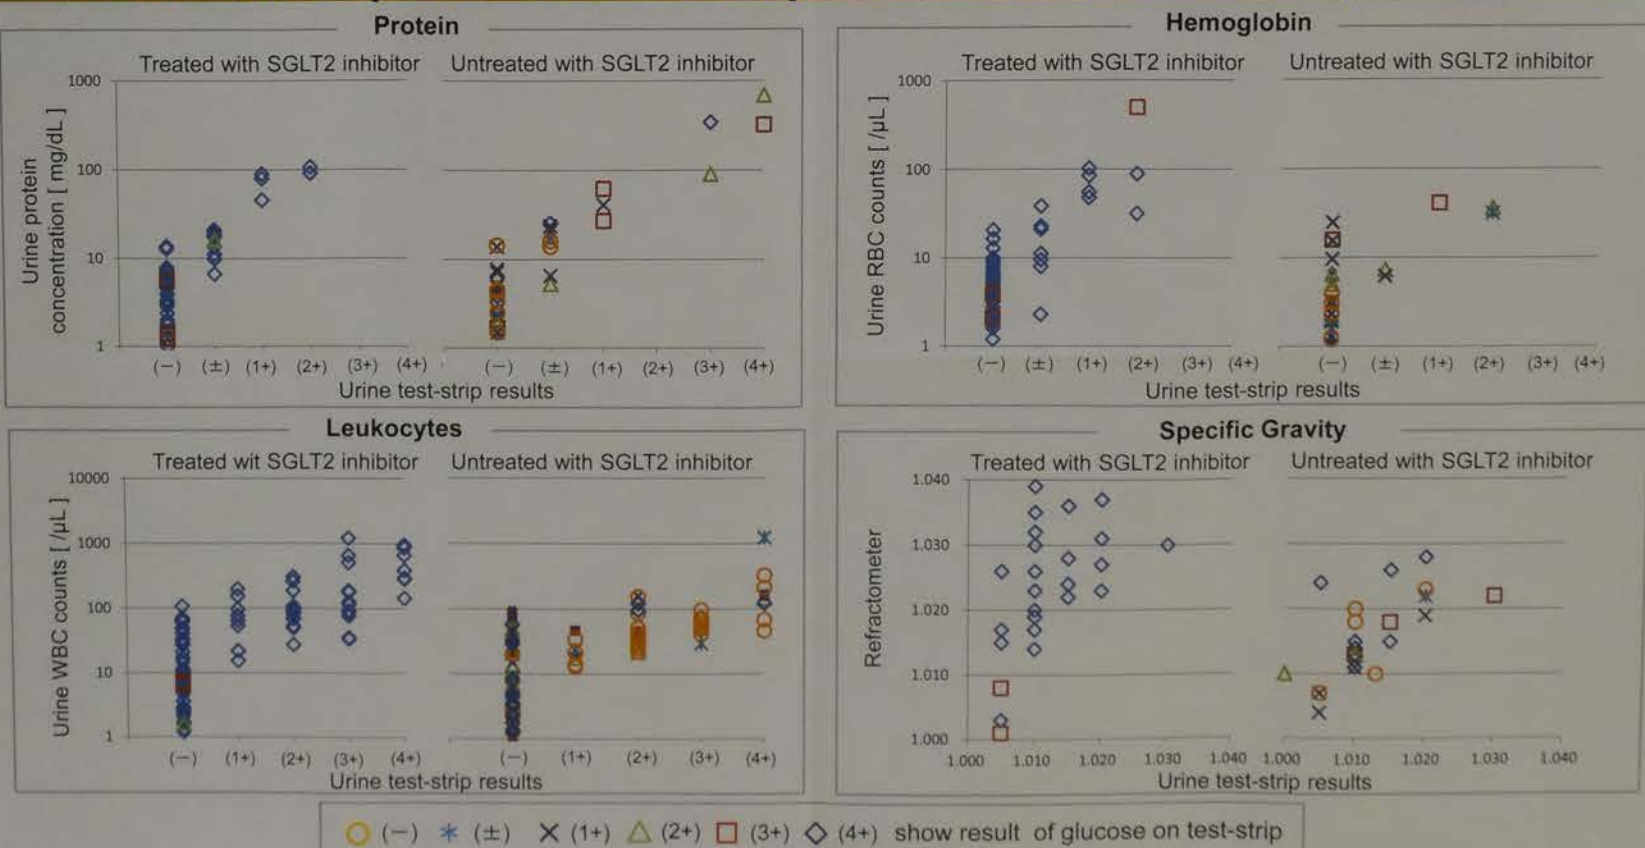 Protein
Treated with SGLT2 inhibitor
Untreated with SGLT2 inhibitor
Urine protein
concentration [ mg/dL ]
1000
100
10
1
(−) (±) (1+) (2+) (3+) (4+)
(−) (±) (1+) (2+) (3+) (4+)
Urine test-strip results
Hemoglobin
Treated with SGLT2 inhibitor
Untreated with SGLT2 inhibitor
Urine RBC counts [ /μL ]
1000
100
10
1
(−) (±) (1+) (2+) (3+) (4+)
(−) (±) (1+) (2+) (3+) (4+)
Urine test-strip results
Leukocytes
Treated wit SGLT2 inhibitor
Untreated with SGLT2 inhibitor
Urine WBC counts [ /μL ]
10000
1000
100
10
1
(−) (1+) (2+) (3+) (4+)
(−) (1+) (2+) (3+) (4+)
Urine test-strip results
Specific Gravity
Treated with SGLT2 inhibitor
Untreated with SGLT2 inhibitor
Refractometer
1.040
1.030
1.020
1.010
1.000
1.000 1.010 1.020 1.030 1.040
1.000 1.010 1.020 1.030 1.040
Urine test-strip results
(−) (±) (1+) (2+) (3+) (4+) show result of glucose on test-strip